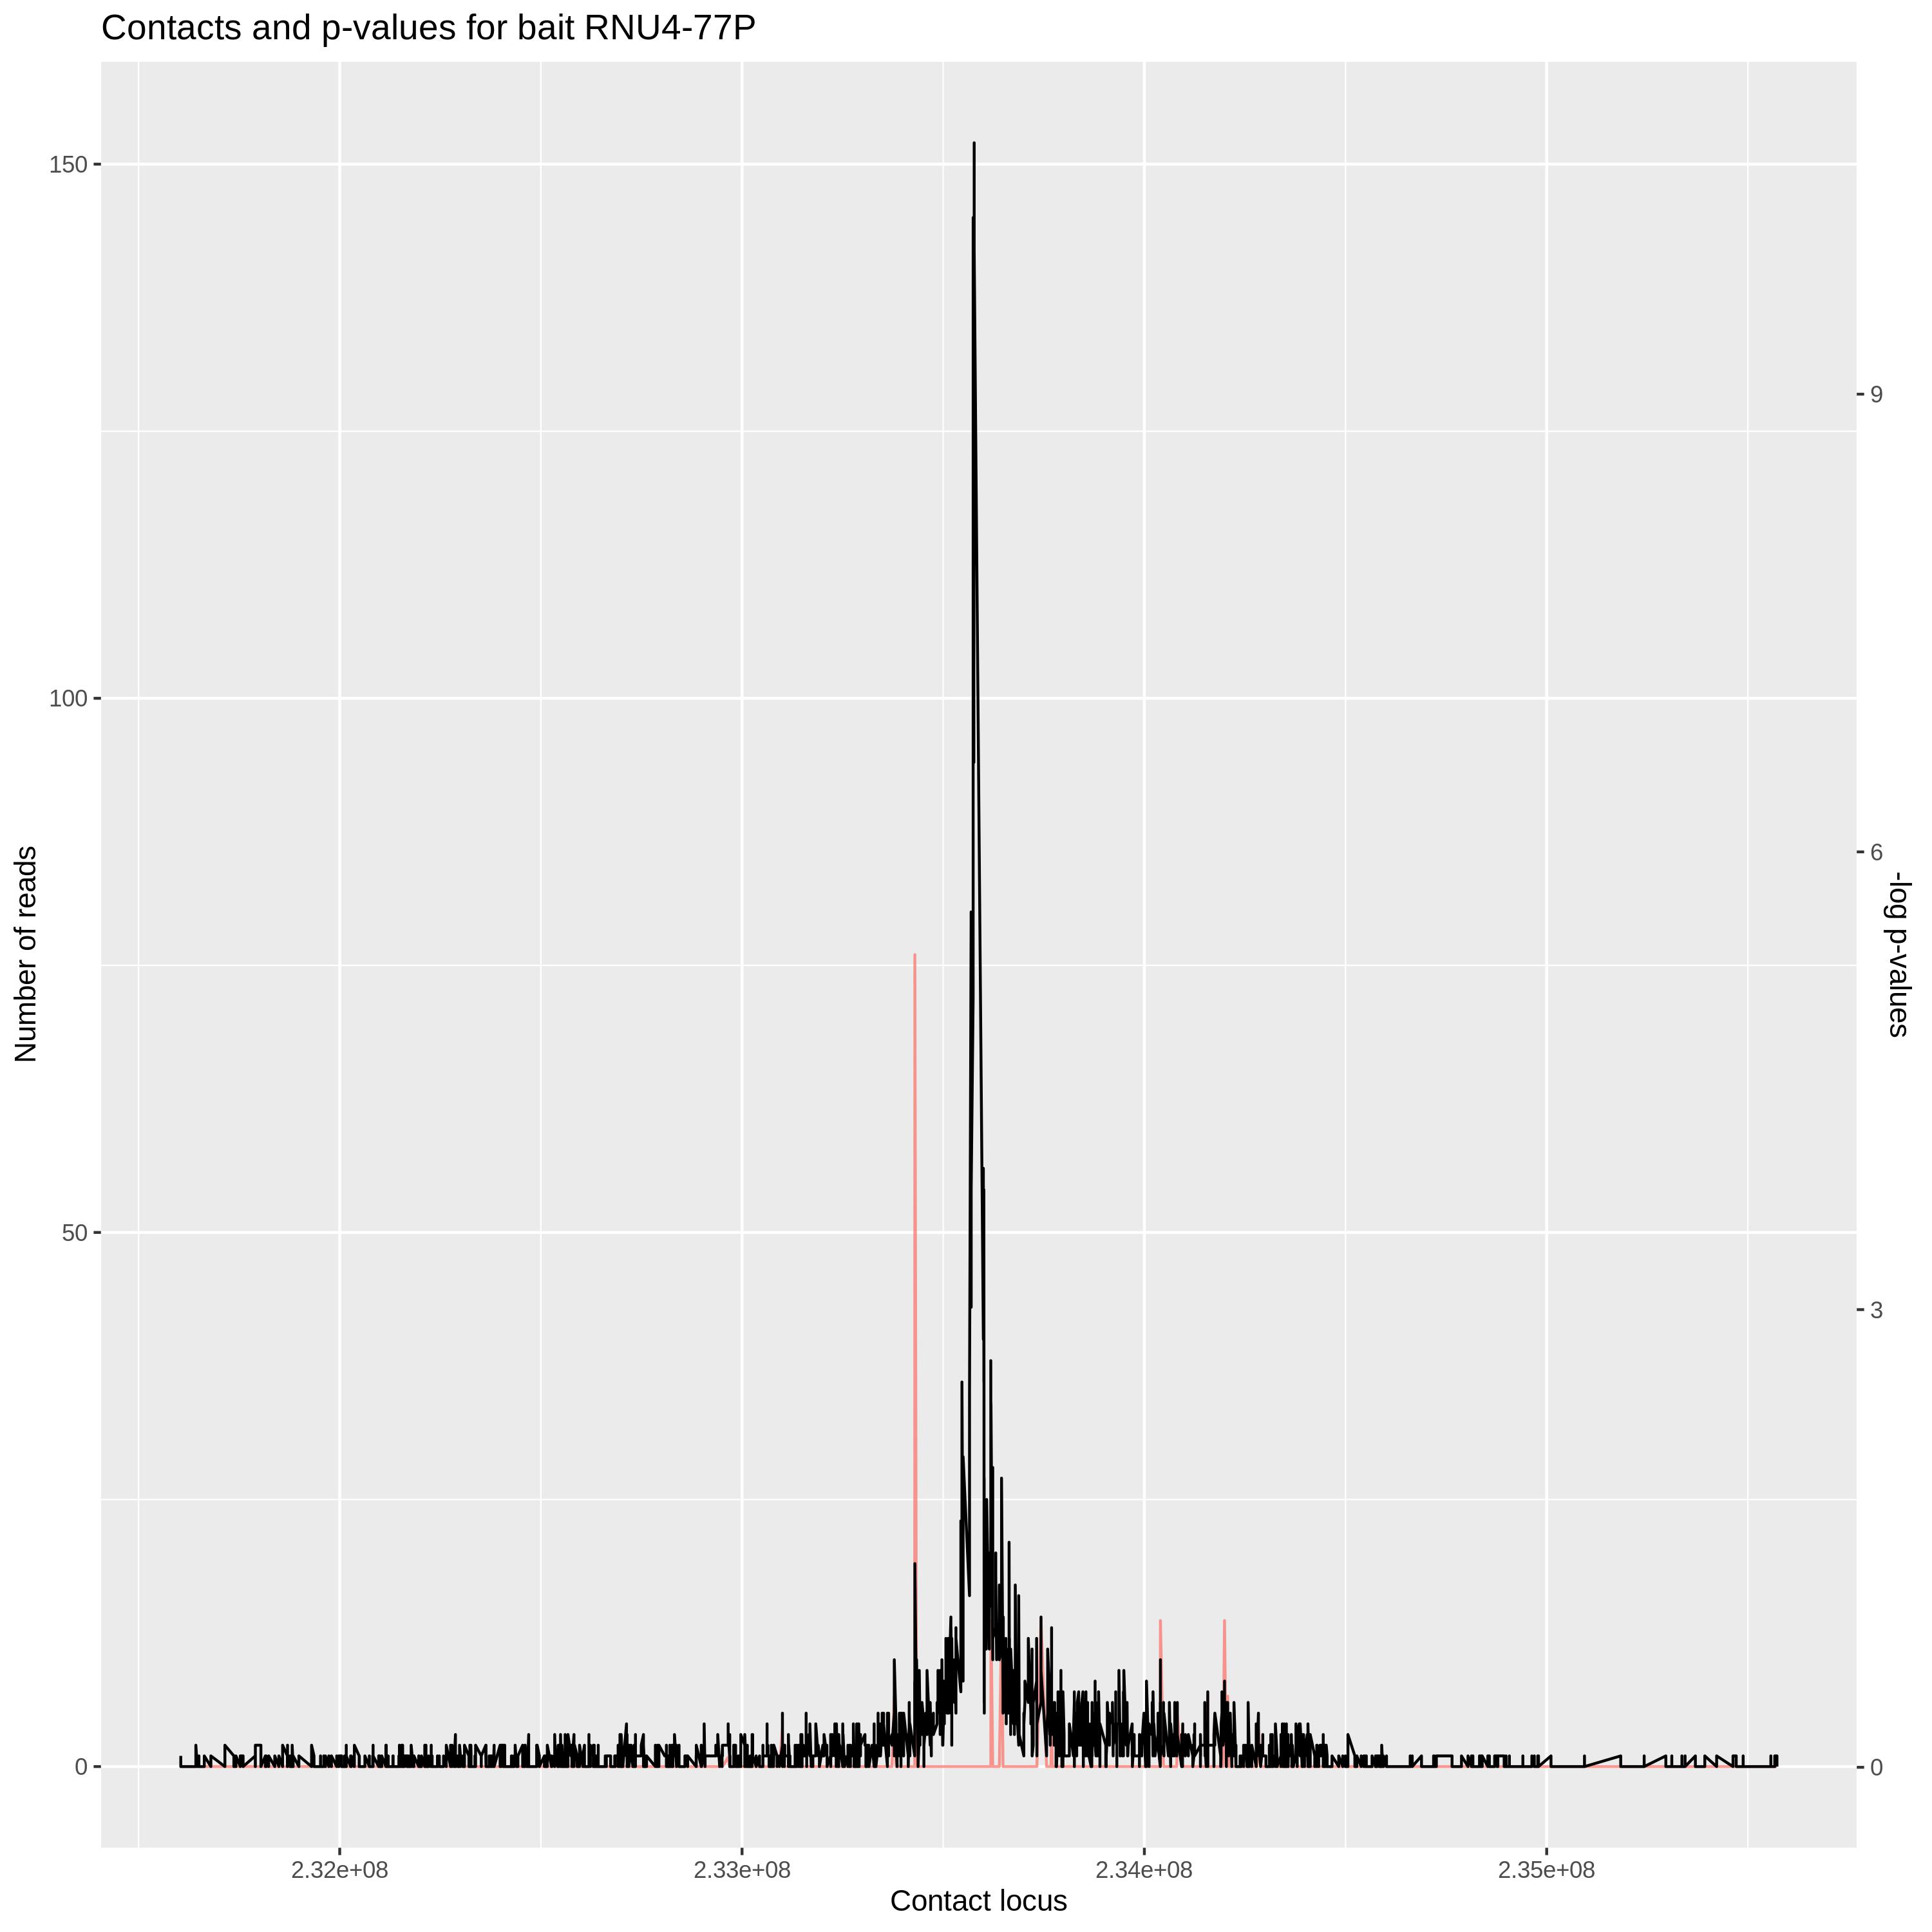 Contacts and p-values for bait RNU4-77P
150
100
50
0
Number of reads
9
6
3
0
-log p-values
2.32e+08
2.33e+08
2.34e+08
2.35e+08
Contact locus